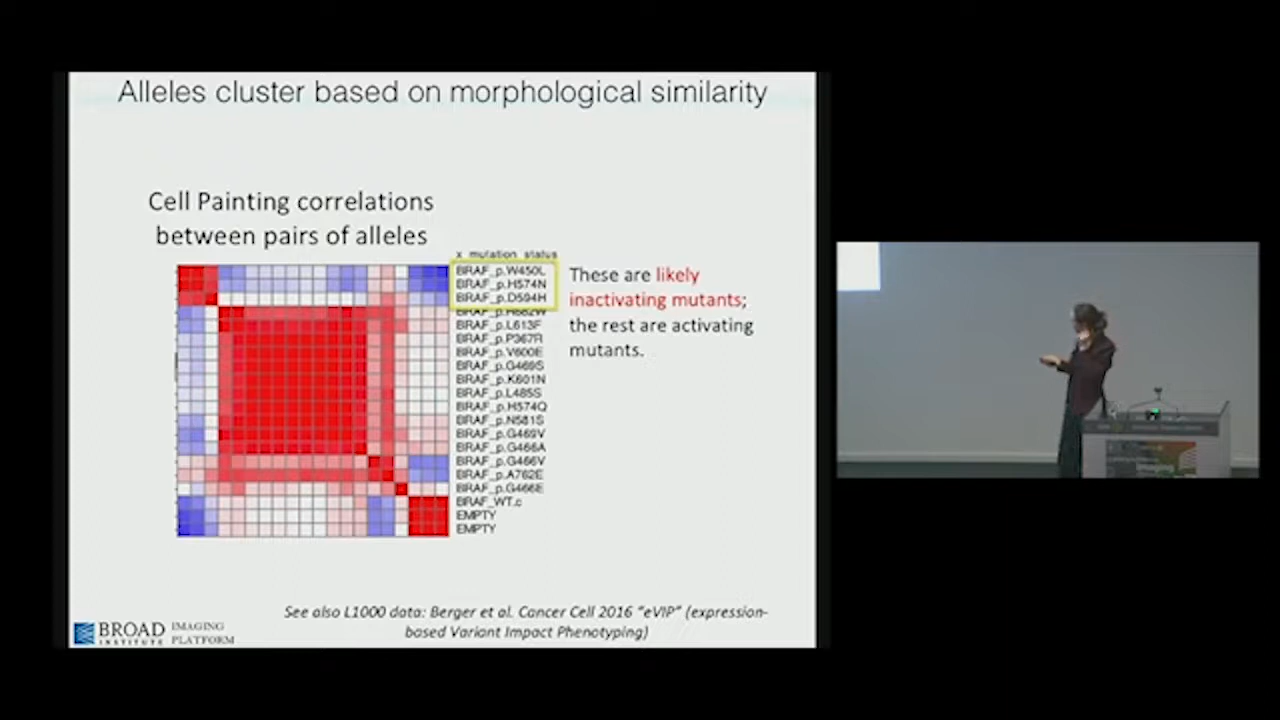 Alleles cluster based on morphological similarity
Cell Painting correlations
between pairs of alleles
x mutation status
BRAF_p.W450L
BRAF_p.H574N
BRAF_p.D594H
BRAF_p.L613F
BRAF_p.P367R
BRAF_p.V600E
BRAF_p.G469S
BRAF_p.K601N
BRAF_p.L485S
BRAF_p.H574Q
BRAF_p.N581S
BRAF_p.G469V
BRAF_p.G466A
BRAF_p.G466V
BRAF_p.A762E
BRAF_p.G466E
BRAF_WT.c
EMPTY
EMPTY
These are likely
inactivating mutants;
the rest are activating
mutants.
See also L1000 data: Berger et al. Cancer Cell 2016 "eVIP" (expression-
based Variant Impact Phenotyping)
BROAD
INSTITUTE
IMAGING
PLATFORM